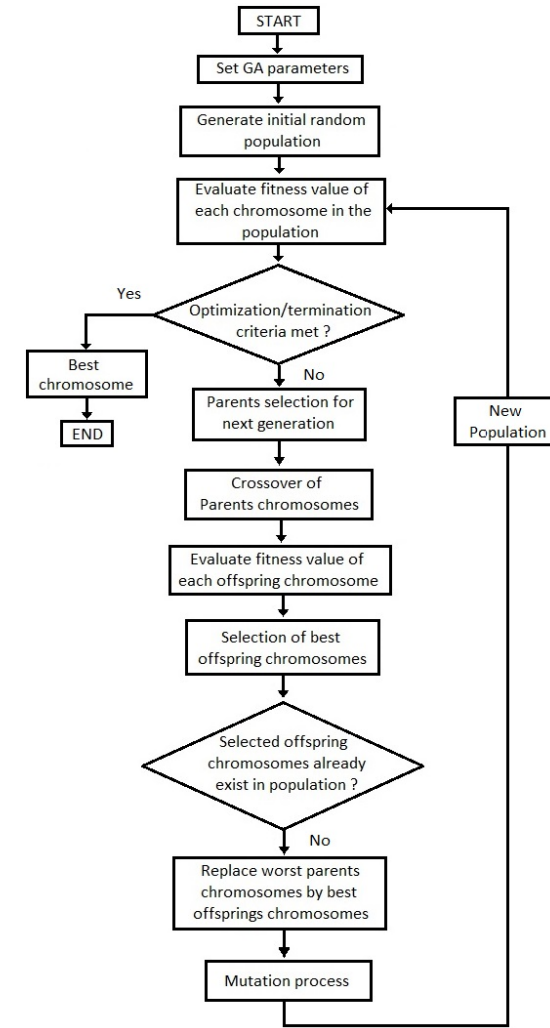 START
Set GA parameters
Generate initial random
population
Evaluate fitness value of
each chromosome in the
population
Optimization/termination
criteria met ?
Yes
Best
chromosome
END
No
Parents selection for
next generation
Crossover of
Parents chromosomes
Evaluate fitness value of
each offspring chromosome
Selection of best
offspring chromosomes
Selected offspring
chromosomes already
exist in population ?
No
Replace worst parents
chromosomes by best
offsprings chromosomes
Mutation process
New
Population